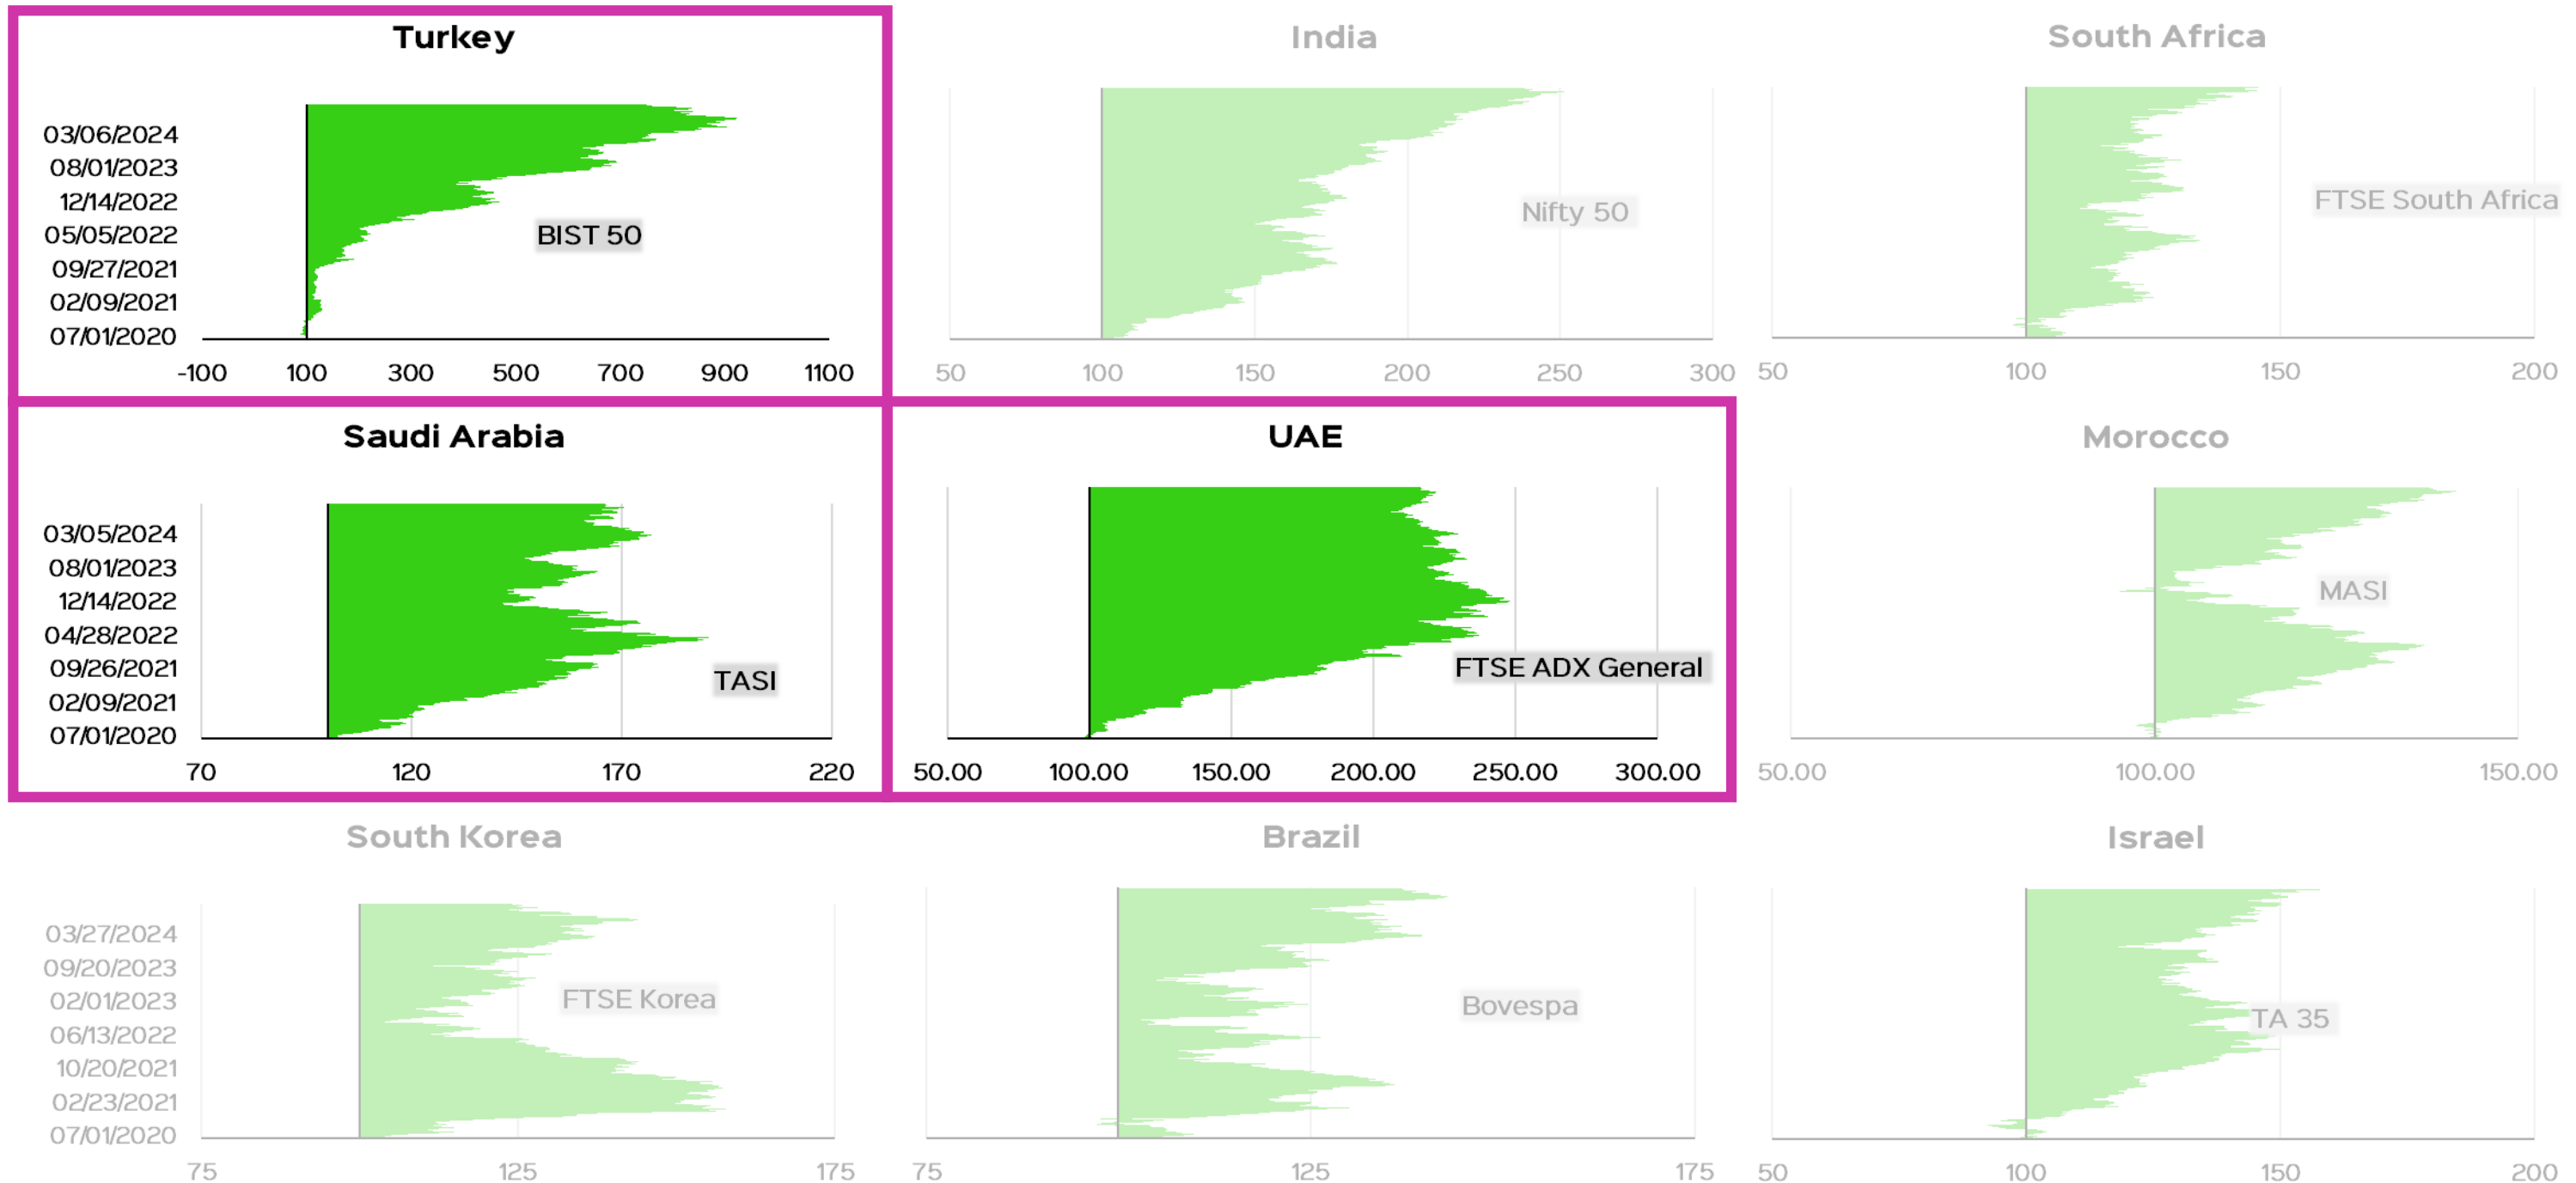 Turkey
03/06/2024
08/01/2023
12/14/2022
05/05/2022
09/27/2021
02/09/2021
07/01/2020
BIST 50
-100 100 300 500 700 900 1100
India
Nifty 50
50 100 150 200 250 300
South Africa
FTSE South Africa
50 100 150 200
Saudi Arabia
03/05/2024
08/01/2023
12/14/2022
04/28/2022
09/26/2021
02/09/2021
07/01/2020
TASI
70 120 170 220
UAE
FTSE ADX General
50.00 100.00 150.00 200.00 250.00 300.00
Morocco
MASI
50.00 100.00 150.00
South Korea
03/27/2024
09/20/2023
02/01/2023
06/13/2022
10/20/2021
02/23/2021
07/01/2020
FTSE Korea
75 125 175
Brazil
Bovespa
75 125 175
Israel
TA 35
50 100 150 200